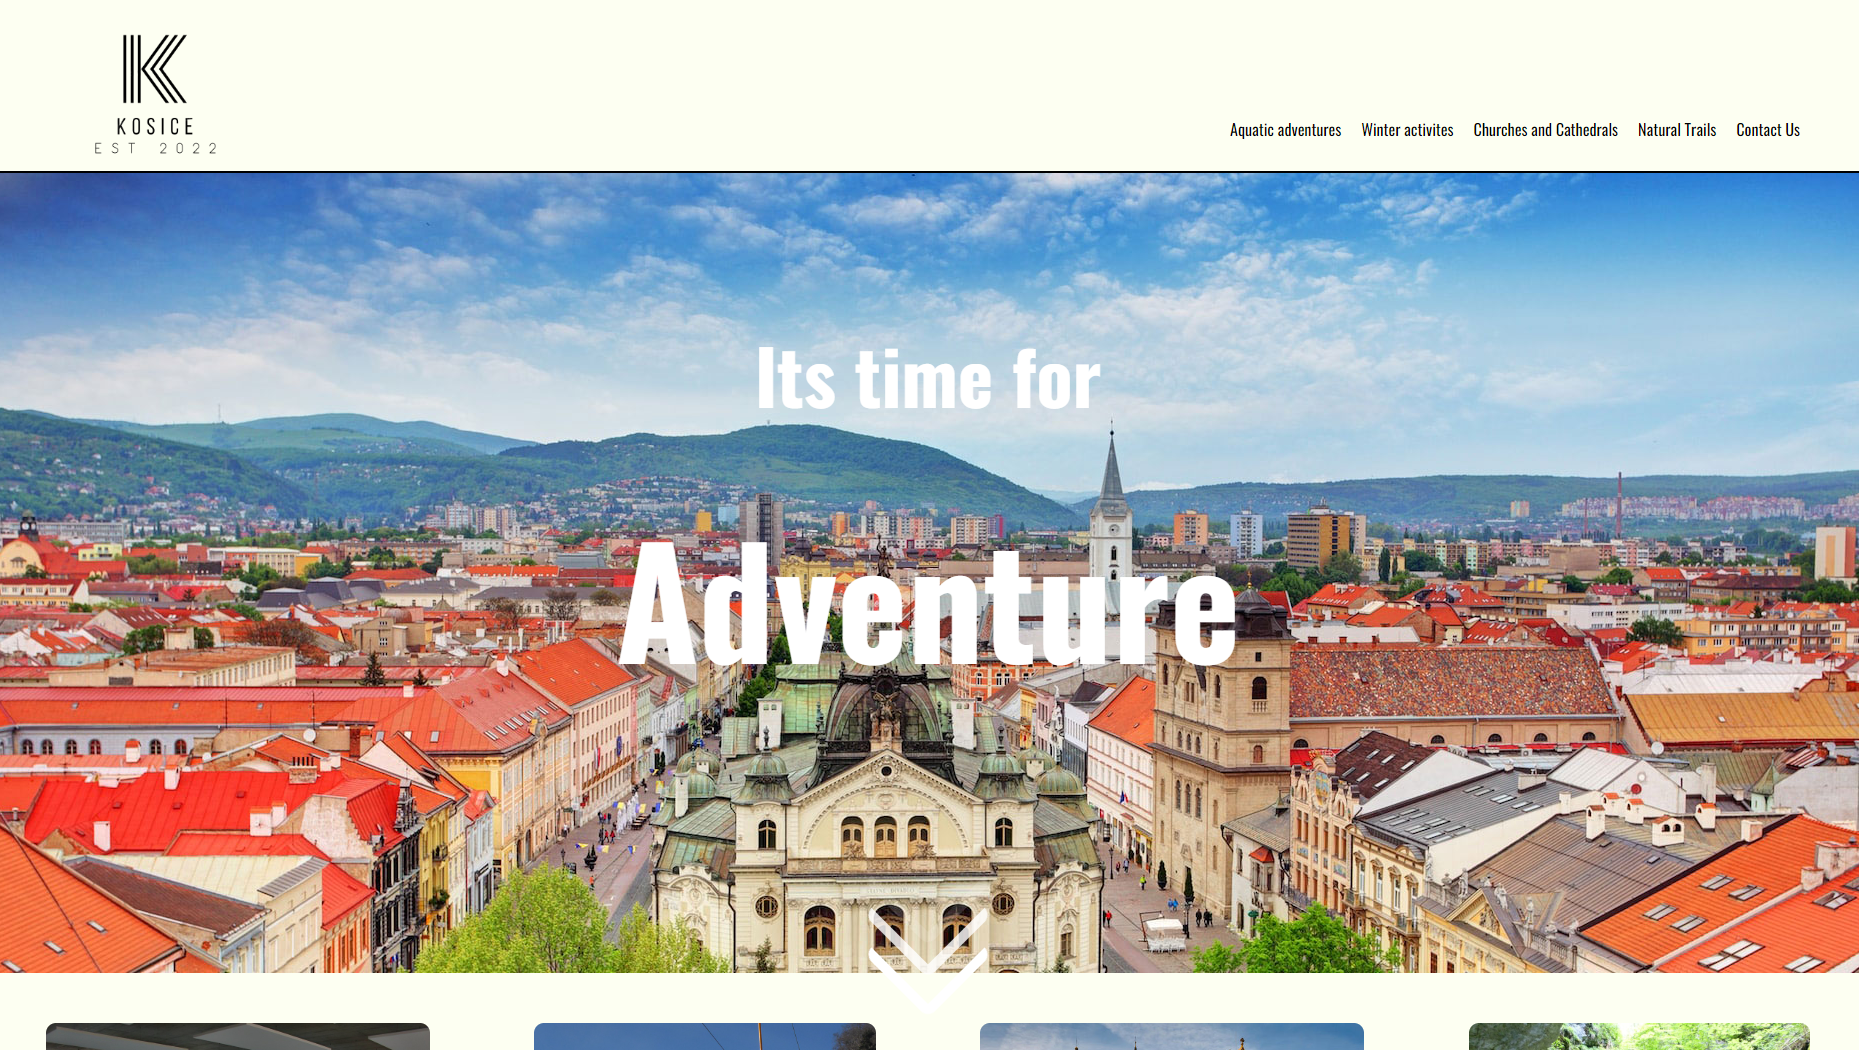 KOSICE
EST 2022
Aquatic adventures Winter activites Churches and Cathedrals Natural Trails Contact Us
Its time for
Adventure